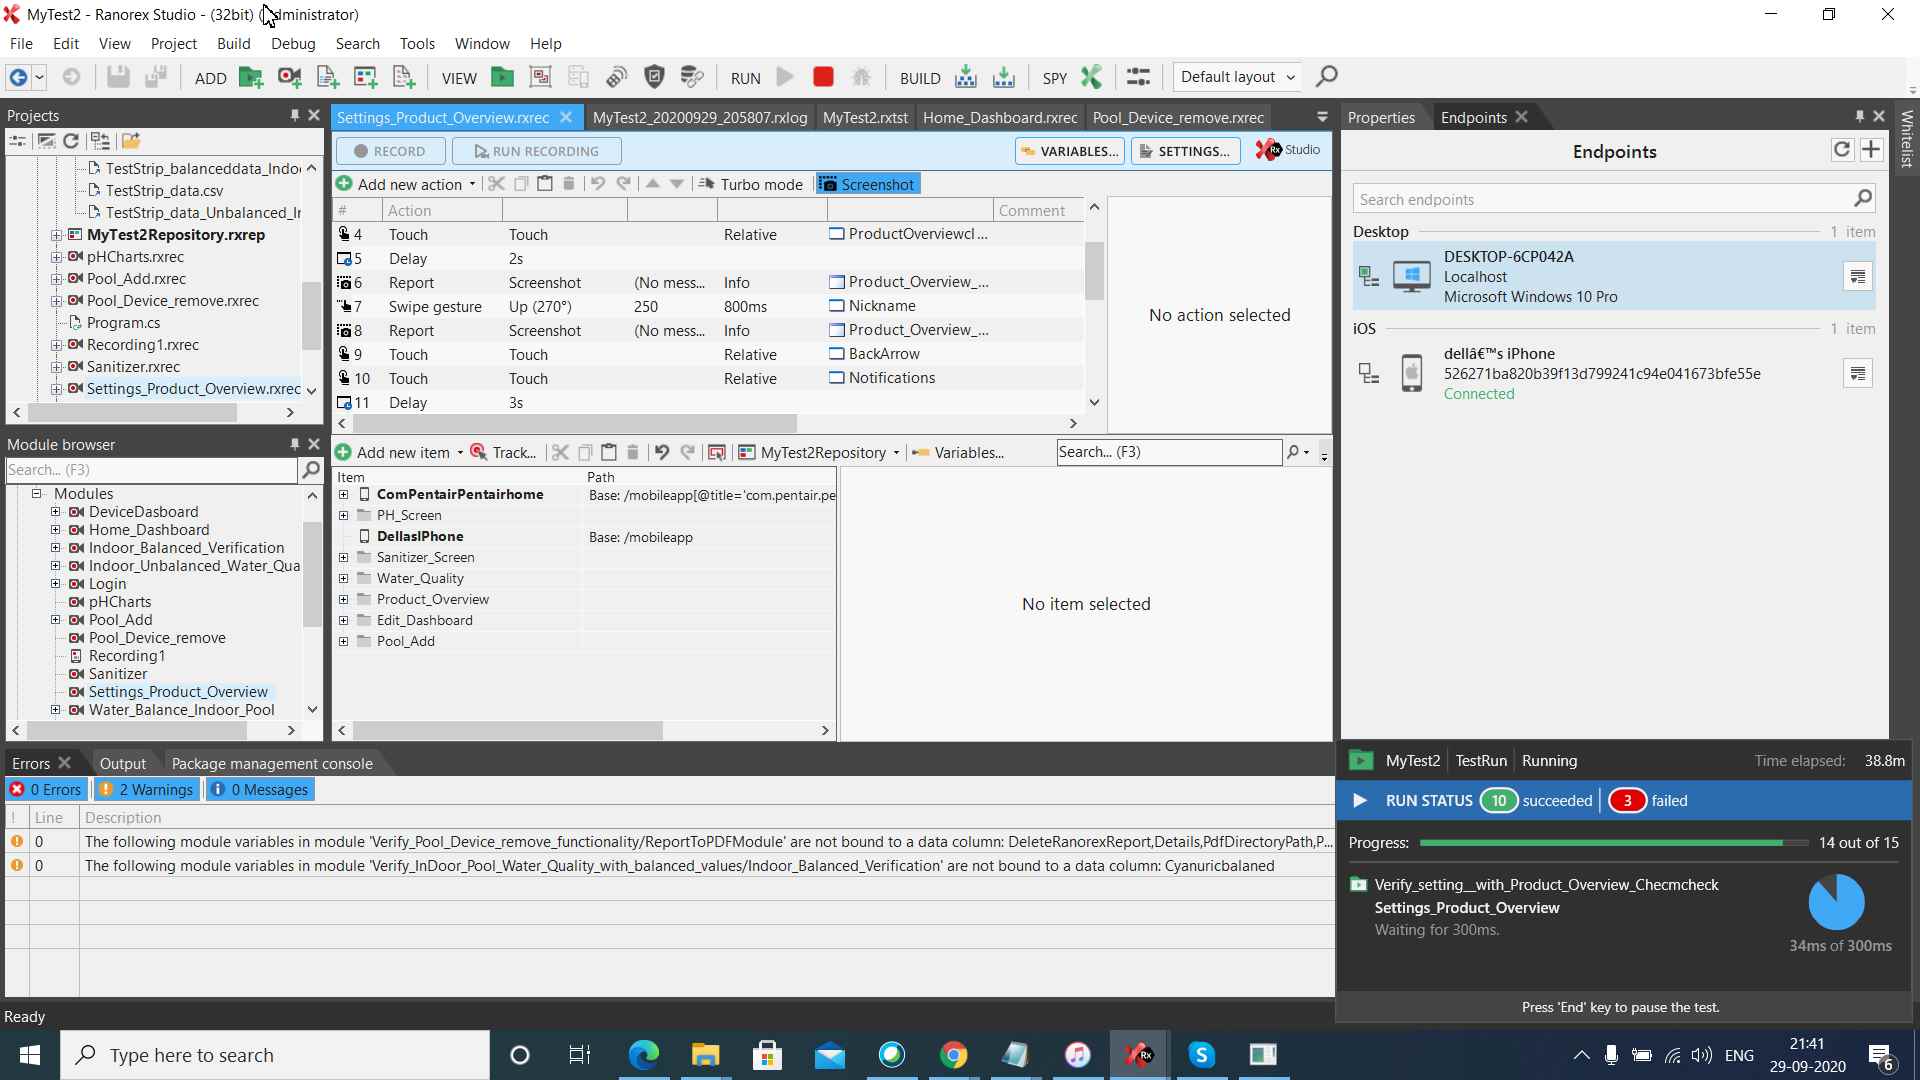 MyTest2 - Ranorex Studio - (32bit) (Administrator)
File Edit View Project Build Debug Search Tools Window Help
ADD VIEW RUN BUILD SPY Default layout
Projects
TestStrip_balanceddata_Indoo
TestStrip_data.csv
TestStrip_data_Unbalanced_Ir
MyTest2Repository.rxrep
pHCharts.rxrec
Pool_Add.rxrec
Pool_Device_remove.rxrec
Program.cs
Recording1.rxrec
Sanitizer.rxrec
Settings_Product_Overview.rxrec
Module browser
Search... (F3)
Modules
DeviceDasboard
Home_Dashboard
Indoor_Balanced_Verification
Indoor_Unbalanced_Water_Qua
Login
pHCharts
Pool_Add
Pool_Device_remove
Recording1
Sanitizer
Settings_Product_Overview
Water_Balance_Indoor_Pool
Settings_Product_Overview.rxrec MyTest2_20200929_205807.rxlog MyTest2.rxtst Home_Dashboard.rxrec Pool_Device_remove.rxrec
RECORD RUN RECORDING VARIABLES... SETTINGS... Rx Studio
Add new action Turbo mode Screenshot
# Action Comment
4 Touch Touch Relative ProductOverviewcl...
5 Delay 2s
6 Report Screenshot (No mess... Info Product_Overview_...
7 Swipe gesture Up (270°) 250 800ms Nickname
8 Report Screenshot (No mess... Info Product_Overview_...
9 Touch Touch Relative BackArrow
10 Touch Touch Relative Notifications
11 Delay 3s
No action selected
Add new item Track... MyTest2Repository Variables... Search... (F3)
Item Path
ComPentairPentairhome Base: /mobileapp[@title='com.pentair.pe
PH_Screen
DellasIPhone Base: /mobileapp
Sanitizer_Screen
Water_Quality
Product_Overview
Edit_Dashboard
Pool_Add
No item selected
Properties Endpoints
Whitelist
Endpoints
Search endpoints
Desktop 1 item
DESKTOP-6CP042A
Localhost
Microsoft Windows 10 Pro
iOS 1 item
dellâ€™s iPhone
526271ba820b39f13d799241c94e041673bfe55e
Connected
Errors Output Package management console
0 Errors 2 Warnings 0 Messages
! Line Description
0 The following module variables in module 'Verify_Pool_Device_remove_functionality/ReportToPDFModule' are not bound to a data column: DeleteRanorexReport,Details,PdfDirectoryPath,P...
0 The following module variables in module 'Verify_InDoor_Pool_Water_Quality_with_balanced_values/Indoor_Balanced_Verification' are not bound to a data column: Cyanuricbalaned
MyTest2 TestRun Running Time elapsed: 38.8m
RUN STATUS 10 succeeded 3 failed
Progress: 14 out of 15
Verify_setting__with_Product_Overview_Checmcheck
Settings_Product_Overview
Waiting for 300ms.
34ms of 300ms
Press 'End' key to pause the test.
Ready
Type here to search
Rx
ENG
21:41
29-09-2020
6